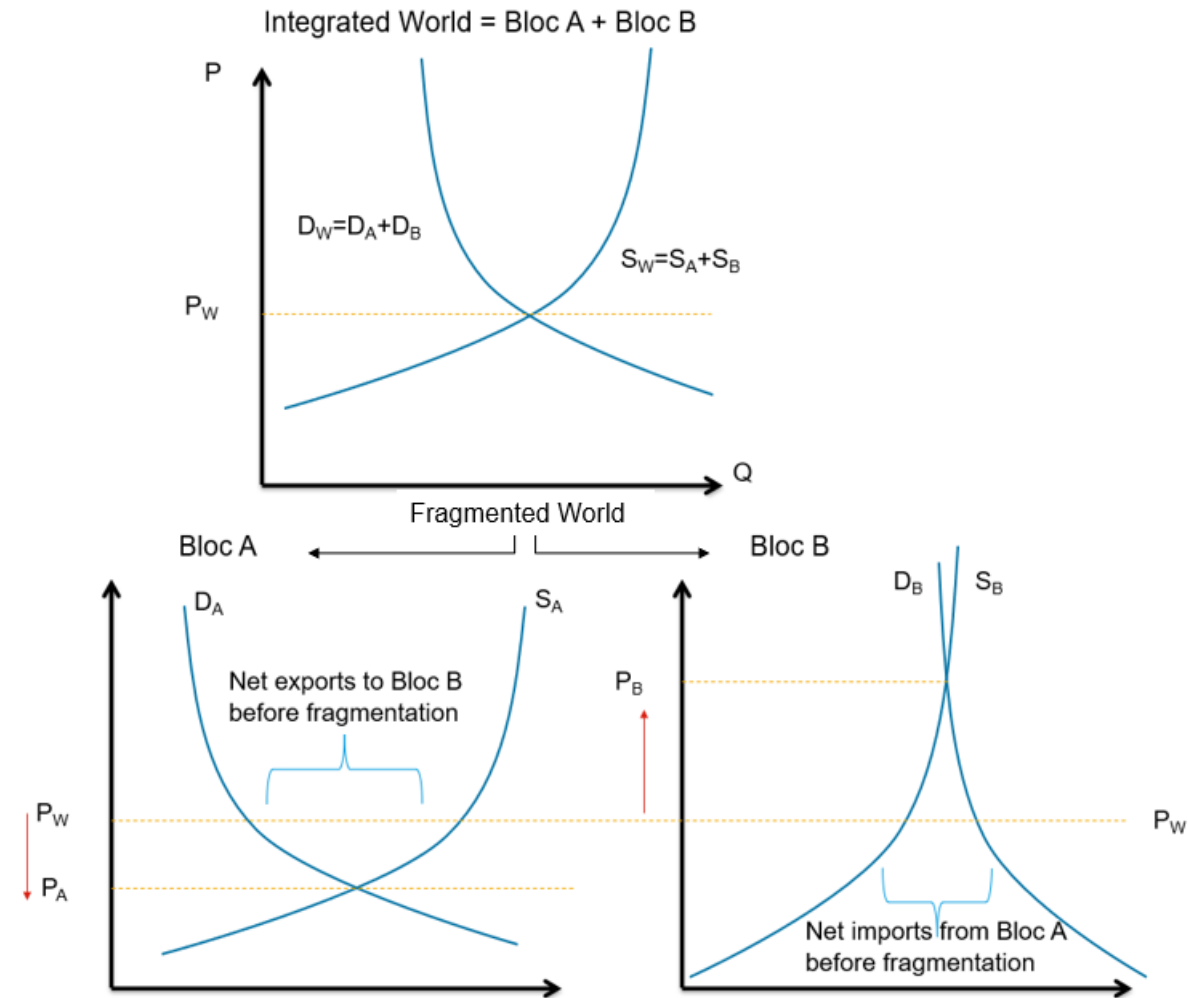 Integrated World = Bloc A + Bloc B
P
D_W=D_A+D_B
S_W=S_A+S_B
P_W
Q
Fragmented World
Bloc A
Bloc B
D_A
S_A
D_B
S_B
Net exports to Bloc B
before fragmentation
P_B
P_W
P_W
P_A
Net imports from Bloc A
before fragmentation